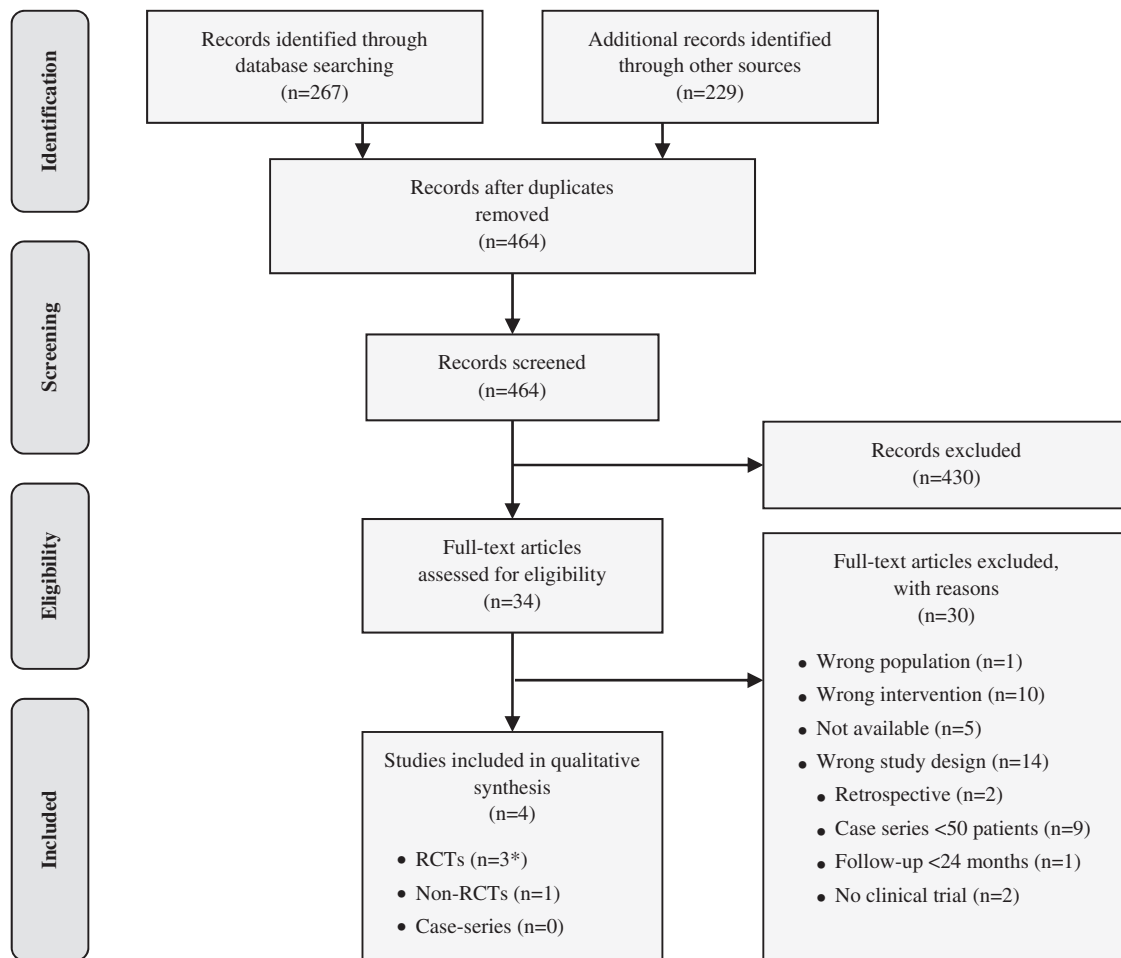 Identification
Records identified through
database searching
(n=267)
Additional records identified
through other sources
(n=229)
Records after duplicates
removed
(n=464)
Screening
Records screened
(n=464)
Records excluded
(n=430)
Eligibility
Full-text articles
assessed for eligibility
(n=34)
Full-text articles excluded,
with reasons
(n=30)
• Wrong population (n=1)
• Wrong intervention (n=10)
• Not available (n=5)
• Wrong study design (n=14)
• Retrospective (n=2)
• Case series <50 patients (n=9)
• Follow-up <24 months (n=1)
• No clinical trial (n=2)
Included
Studies included in qualitative
synthesis
(n=4)
• RCTs (n=3*)
• Non-RCTs (n=1)
• Case-series (n=0)